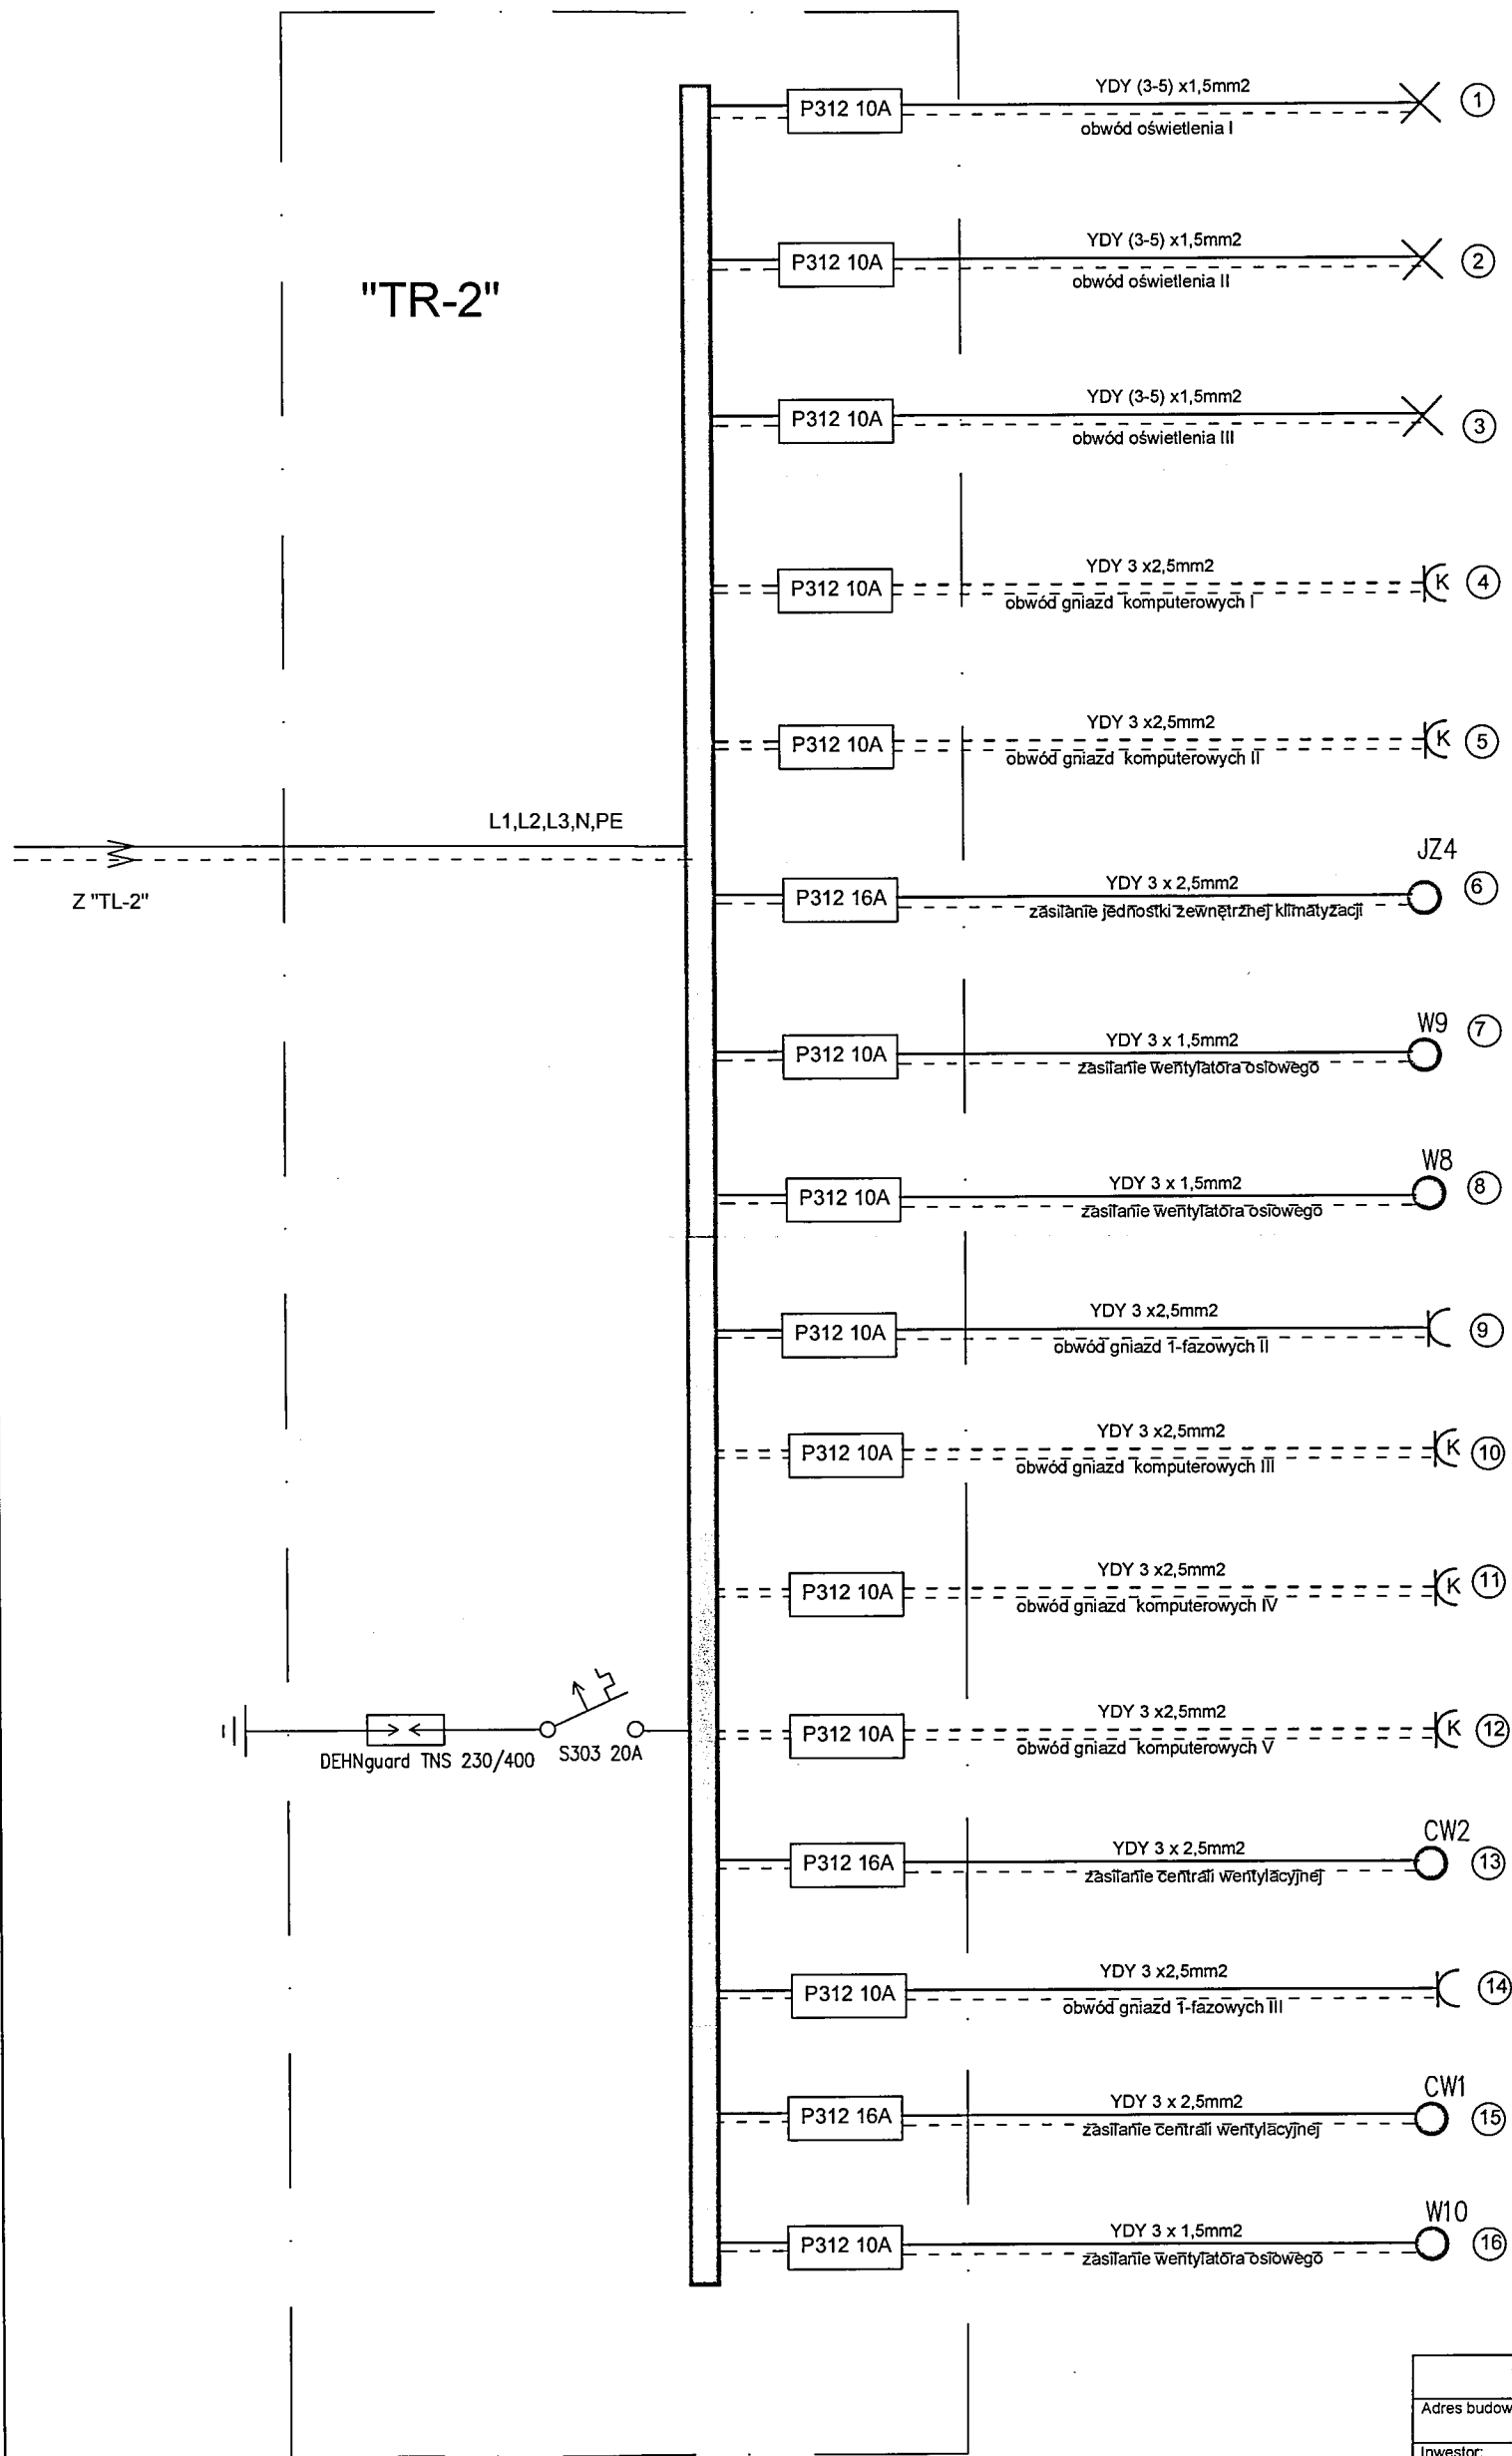 "TR-2"
L1,L2,L3,N,PE
Z "TL-2"
DEHNguard TNS 230/400
S303 20A
P312 10A
YDY (3-5) x1,5mm2
obwód oświetlenia I
1
P312 10A
YDY (3-5) x1,5mm2
obwód oświetlenia II
2
P312 10A
YDY (3-5) x1,5mm2
obwód oświetlenia III
3
P312 10A
YDY 3 x2,5mm2
obwód gniazd komputerowych I
K
4
P312 10A
YDY 3 x2,5mm2
obwód gniazd komputerowych II
K
5
P312 16A
YDY 3 x 2,5mm2
zasilanie jednostki zewnętrznej klimatyzacji
JZ4
6
P312 10A
YDY 3 x 1,5mm2
zasilanie wentylatora osiowego
W9
7
P312 10A
YDY 3 x 1,5mm2
zasilanie wentylatora osiowego
W8
8
P312 10A
YDY 3 x2,5mm2
obwód gniazd 1-fazowych II
9
P312 10A
YDY 3 x2,5mm2
obwód gniazd komputerowych III
K
10
P312 10A
YDY 3 x2,5mm2
obwód gniazd komputerowych IV
K
11
P312 10A
YDY 3 x2,5mm2
obwód gniazd komputerowych V
K
12
P312 16A
YDY 3 x 2,5mm2
zasilanie centrali wentylacyjnej
CW2
13
P312 10A
YDY 3 x2,5mm2
obwód gniazd 1-fazowych III
14
P312 16A
YDY 3 x 2,5mm2
zasilanie centrali wentylacyjnej
CW1
15
P312 10A
YDY 3 x 1,5mm2
zasilanie wentylatora osiowego
W10
16
Adres budow
Inwestor: